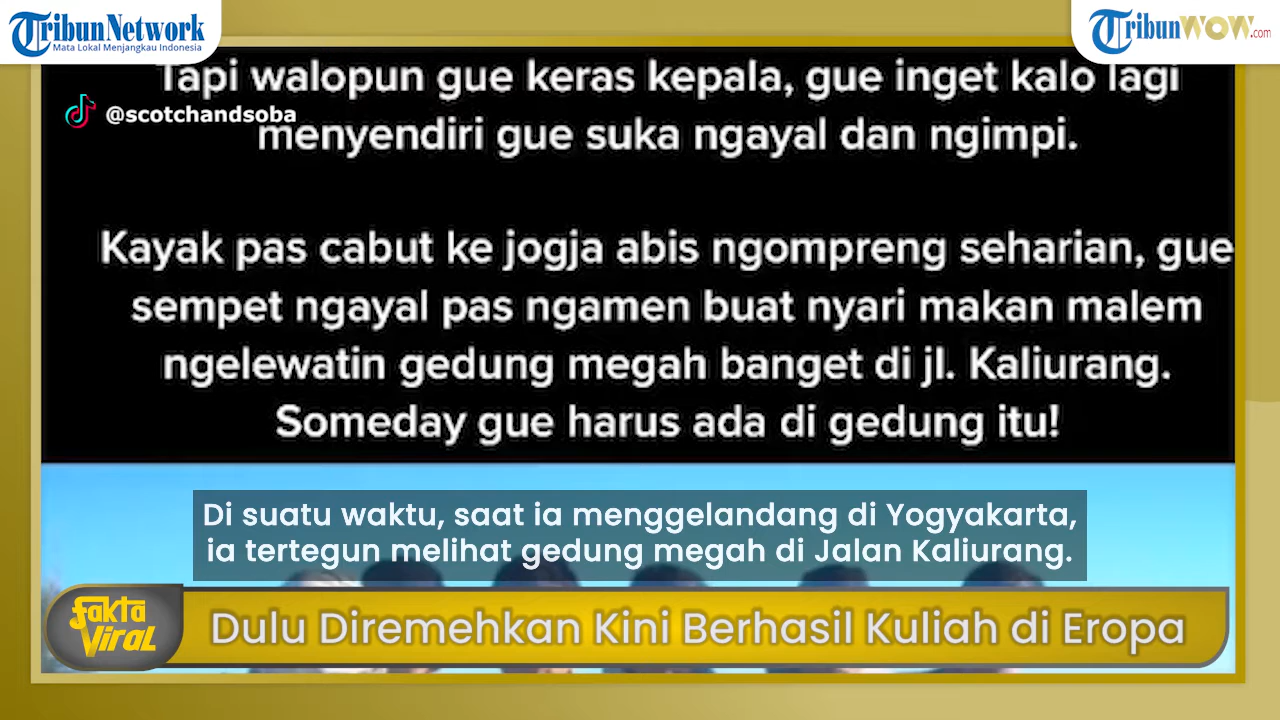 TribunNetwork
Mata Lokal Menjangkau Indonesia
TribunWOW.com
Tapi walopun gue keras kepala, gue inget kalo lagi
@scotchandsoba
menyendiri gue suka ngayal dan ngimpi.
Kayak pas cabut ke jogja abis ngompreng seharian, gue
sempet ngayal pas ngamen buat nyari makan malem
ngelewatin gedung megah banget di jl. Kaliurang.
Someday gue harus ada di gedung itu!
Di suatu waktu, saat ia menggelandang di Yogyakarta,
ia tertegun melihat gedung megah di Jalan Kaliurang.
Fakta
Viral
Dulu Diremehkan Kini Berhasil Kuliah di Eropa